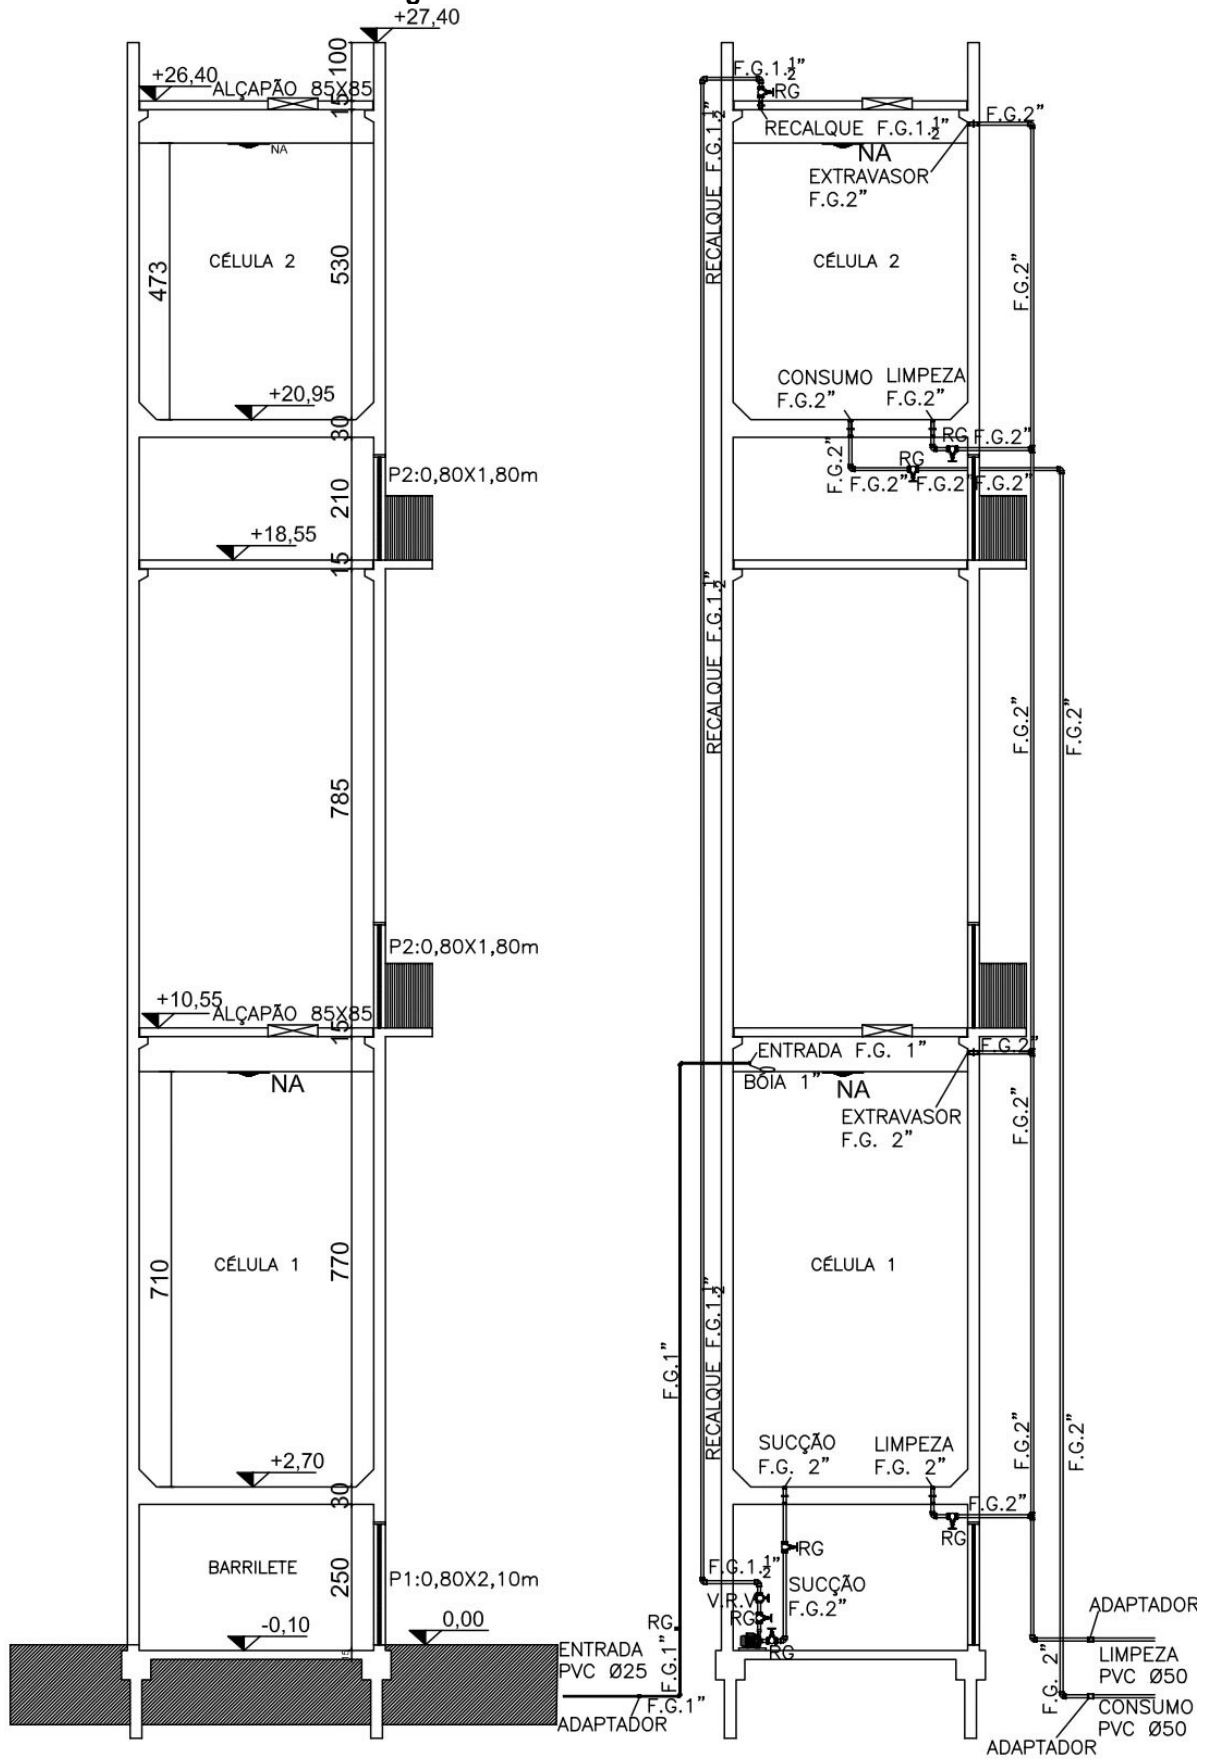 +27,40
100
+26,40
ALÇAPÃO 85X85
15
NA
473
CÉLULA 2
530
+20,95
30
P2:0,80X1,80m
210
+18,55
15
785
P2:0,80X1,80m
+10,55
ALÇAPÃO 85X85
15
NA
710
CÉLULA 1
770
+2,70
30
BARRILETE
250
P1:0,80X2,10m
-0,10
0,00
15
F.G.1.1/2"
RG
RECALQUE F.G.1.1/2"
F.G.2"
RECALQUE F.G.1.1/2"
NA
EXTRAVASOR
F.G.2"
CÉLULA 2
F.G.2"
CONSUMO
F.G.2"
LIMPEZA
F.G.2"
RG
F.G.2"
F.G.2"
RG
F.G.2"
F.G.2"
F.G.2"
RECALQUE F.G.1.1/2"
F.G.2"
F.G.2"
ENTRADA F.G. 1"
F.G.2"
BÓIA 1"
NA
EXTRAVASOR
F.G. 2"
F.G.2"
CÉLULA 1
RECALQUE F.G.1.1/2"
F.G.1"
SUCÇÃO
F.G. 2"
LIMPEZA
F.G. 2"
F.G.2"
F.G.2"
F.G.2"
RG
RG
F.G.1.1/2"
SUCÇÃO
F.G.2"
V.R.V
RG
RG
RG
ENTRADA
PVC Ø25
F.G.1"
F.G.1"
ADAPTADOR
ADAPTADOR
LIMPEZA
PVC Ø50
F.G. 2"
CONSUMO
PVC Ø50
ADAPTADOR